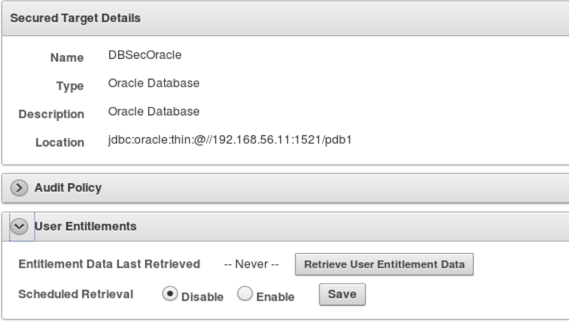 Secured Target Details
Name DBSecOracle
Type Oracle Database
Description Oracle Database
Location jdbc:oracle:thin:@//192.168.56.11:1521/pdb1
Audit Policy
User Entitlements
Entitlement Data Last Retrieved -- Never -- Retrieve User Entitlement Data
Scheduled Retrieval Disable Enable Save